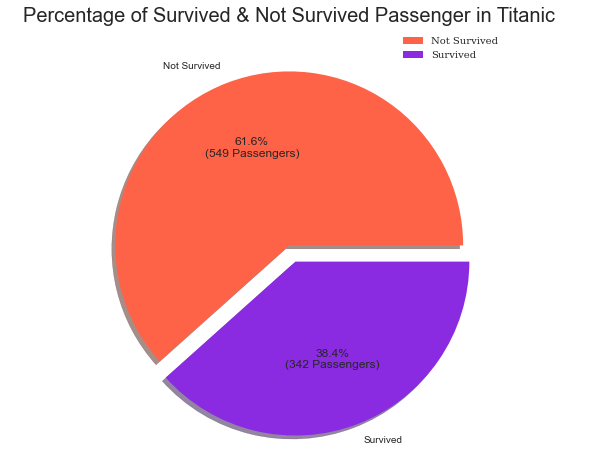 Percentage of Survived & Not Survived Passenger in Titanic
Not Survived
Survived
Not Survived
61.6%
(549 Passengers)
38.4%
(342 Passengers)
Survived